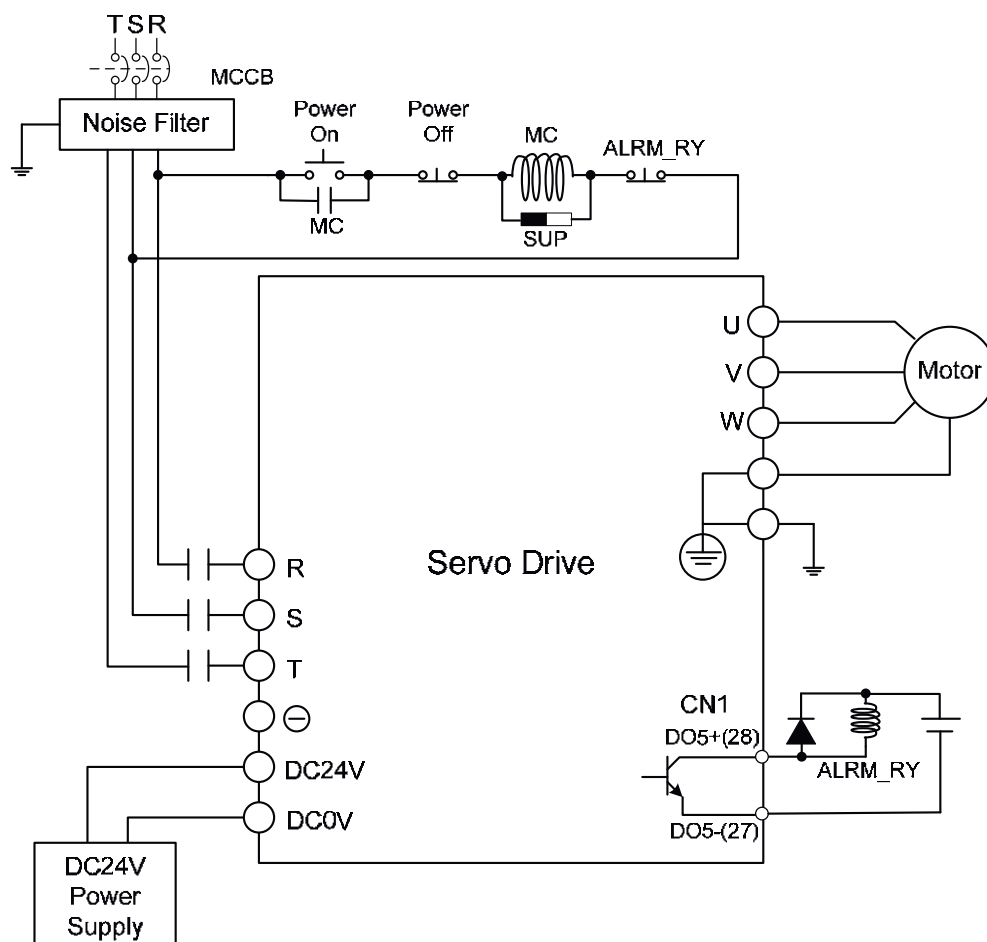 T S R
MCCB
Noise Filter
Power
On
Power
Off
MC
ALRM_RY
MC
SUP
U
V
W
Motor
Servo Drive
R
S
T
DC24V
DC0V
CN1
DO5+(28)
ALRM_RY
DO5-(27)
DC24V
Power
Supply